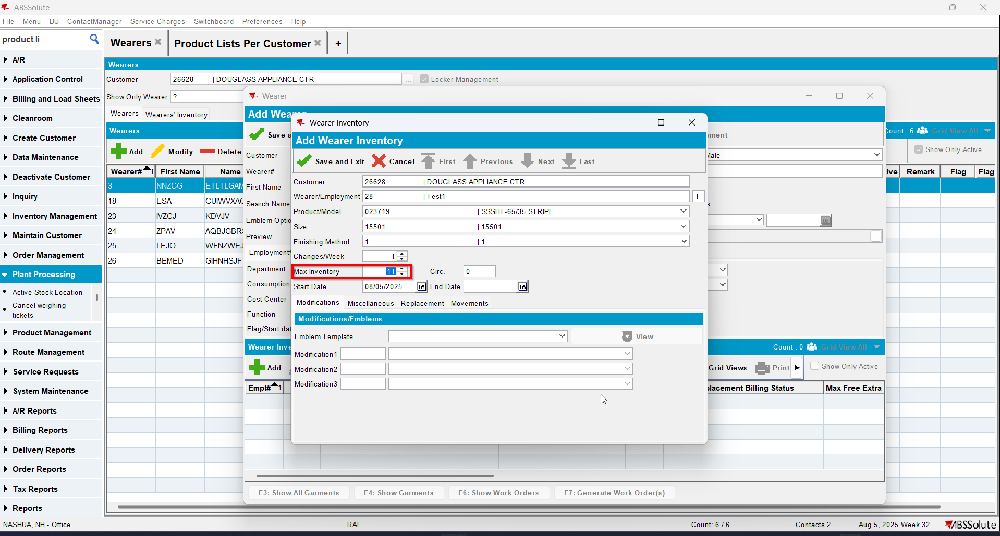 ABSSolute
File Menu BU ContactManager Service Charges Switchboard Preferences Help
product li
Wearers
Product Lists Per Customer
+
A/R
Application Control
Billing and Load Sheets
Cleanroom
Create Customer
Data Maintenance
Deactivate Customer
Inquiry
Inventory Management
Maintain Customer
Order Management
Plant Processing
Active Stock Location
Cancel weighing
tickets
Product Management
Route Management
Service Requests
System Maintenance
A/R Reports
Billing Reports
Delivery Reports
Order Reports
Tax Reports
Reports
Wearers
Customer 26628 | DOUGLASS APPLIANCE CTR ... Locker Management
Show Only Wearer ?
Wearers Wearers' Inventory
Wearers
Count : 6 Grid View All
Add Modify Delete
Show Only Active
Wearer# 1 First Name Name
Remark Flag Flag
3 NNZCG ETLTLGAM
18 ESA CUIWVXAC
23 IVZCJ KDVJV
24 ZPAV AQBJGBR
25 LEJO WFNZWEJ
26 BEMED GIHNHSJF
Wearer
Add Wearer
Save a
Customer
Male
Wearer#
First Name
Search Name
Emblem Optio
16
Preview
...
Employment#
Department
Consumption
Cost Center
Function
Flag/Start dat
Wearer Inve
Count : 0 Grid View All
Add
Grid Views Print Show Only Active
Empl# 1
placement Billing Status Max Free Extra
F3: Show All Garments F4: Show Garments F6: Show Work Orders F7: Generate Work Order(s)
Wearer Inventory
Add Wearer Inventory
Save and Exit Cancel First Previous Next Last
Customer 26628 | DOUGLASS APPLIANCE CTR
Wearer/Employment 28 | Test1 1
Product/Model 023719 | SSSHT-65/35 STRIPE
Size 15501 | 15501
Finishing Method 1 | 1
Changes/Week 1
Max Inventory 11 Circ. 0
Start Date 08/05/2025 16 End Date 16
Modifications Miscellaneous Replacement Movements
Modifications/Emblems
Emblem Template View
Modification1
Modification2
Modification3
NASHUA, NH - Office RAL Count: 6 / 6 Contacts 2 Aug 5, 2025 Week 32 ABSSolute